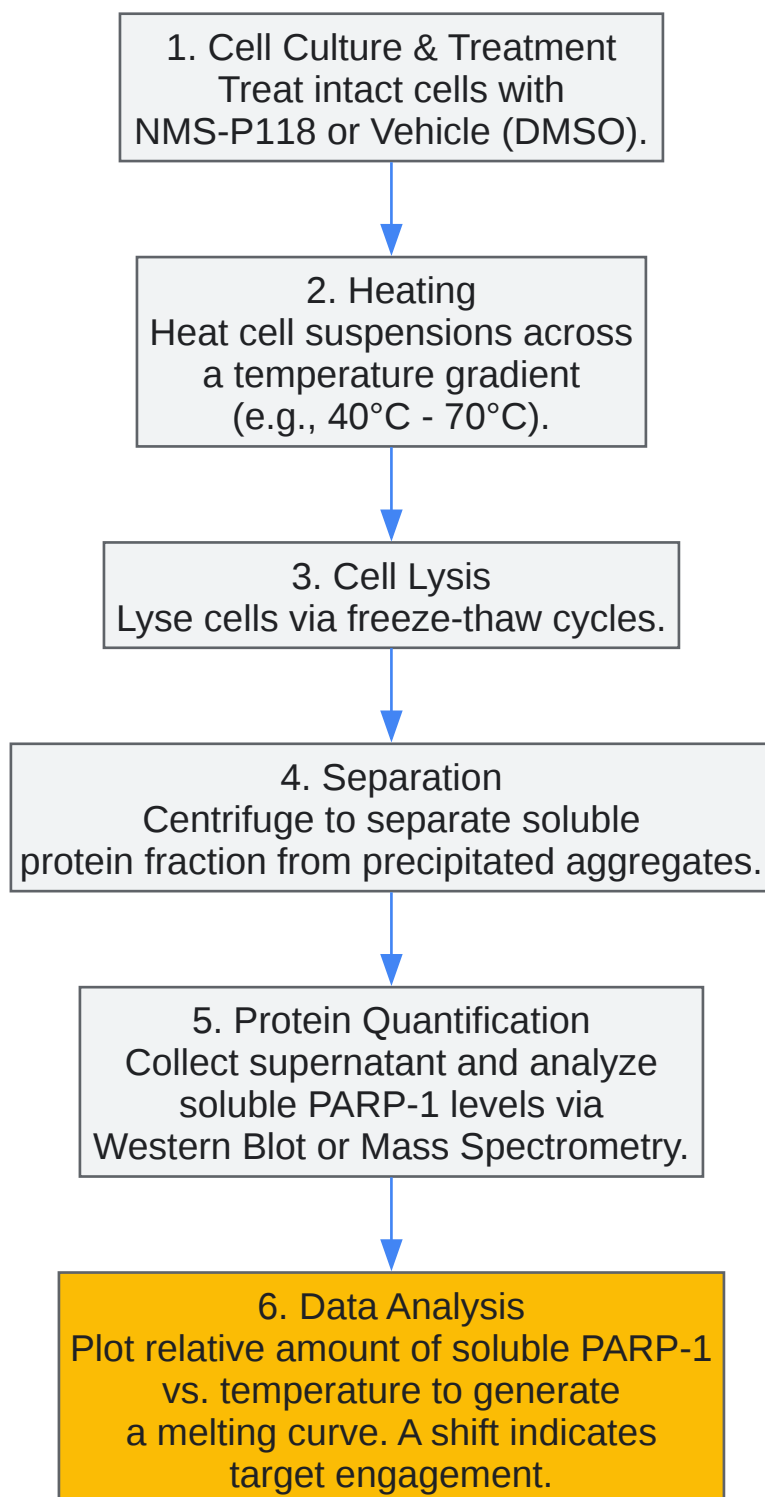 1. Cell Culture & Treatment
Treat intact cells with
NMS-P118 or Vehicle (DMSO).
2. Heating
Heat cell suspensions across
a temperature gradient
(e.g., 40°C - 70°C).
3. Cell Lysis
Lyse cells via freeze-thaw cycles.
4. Separation
Centrifuge to separate soluble
protein fraction from precipitated aggregates.
5. Protein Quantification
Collect supernatant and analyze
soluble PARP-1 levels via
Western Blot or Mass Spectrometry.
6. Data Analysis
Plot relative amount of soluble PARP-1
vs. temperature to generate
a melting curve. A shift indicates
target engagement.